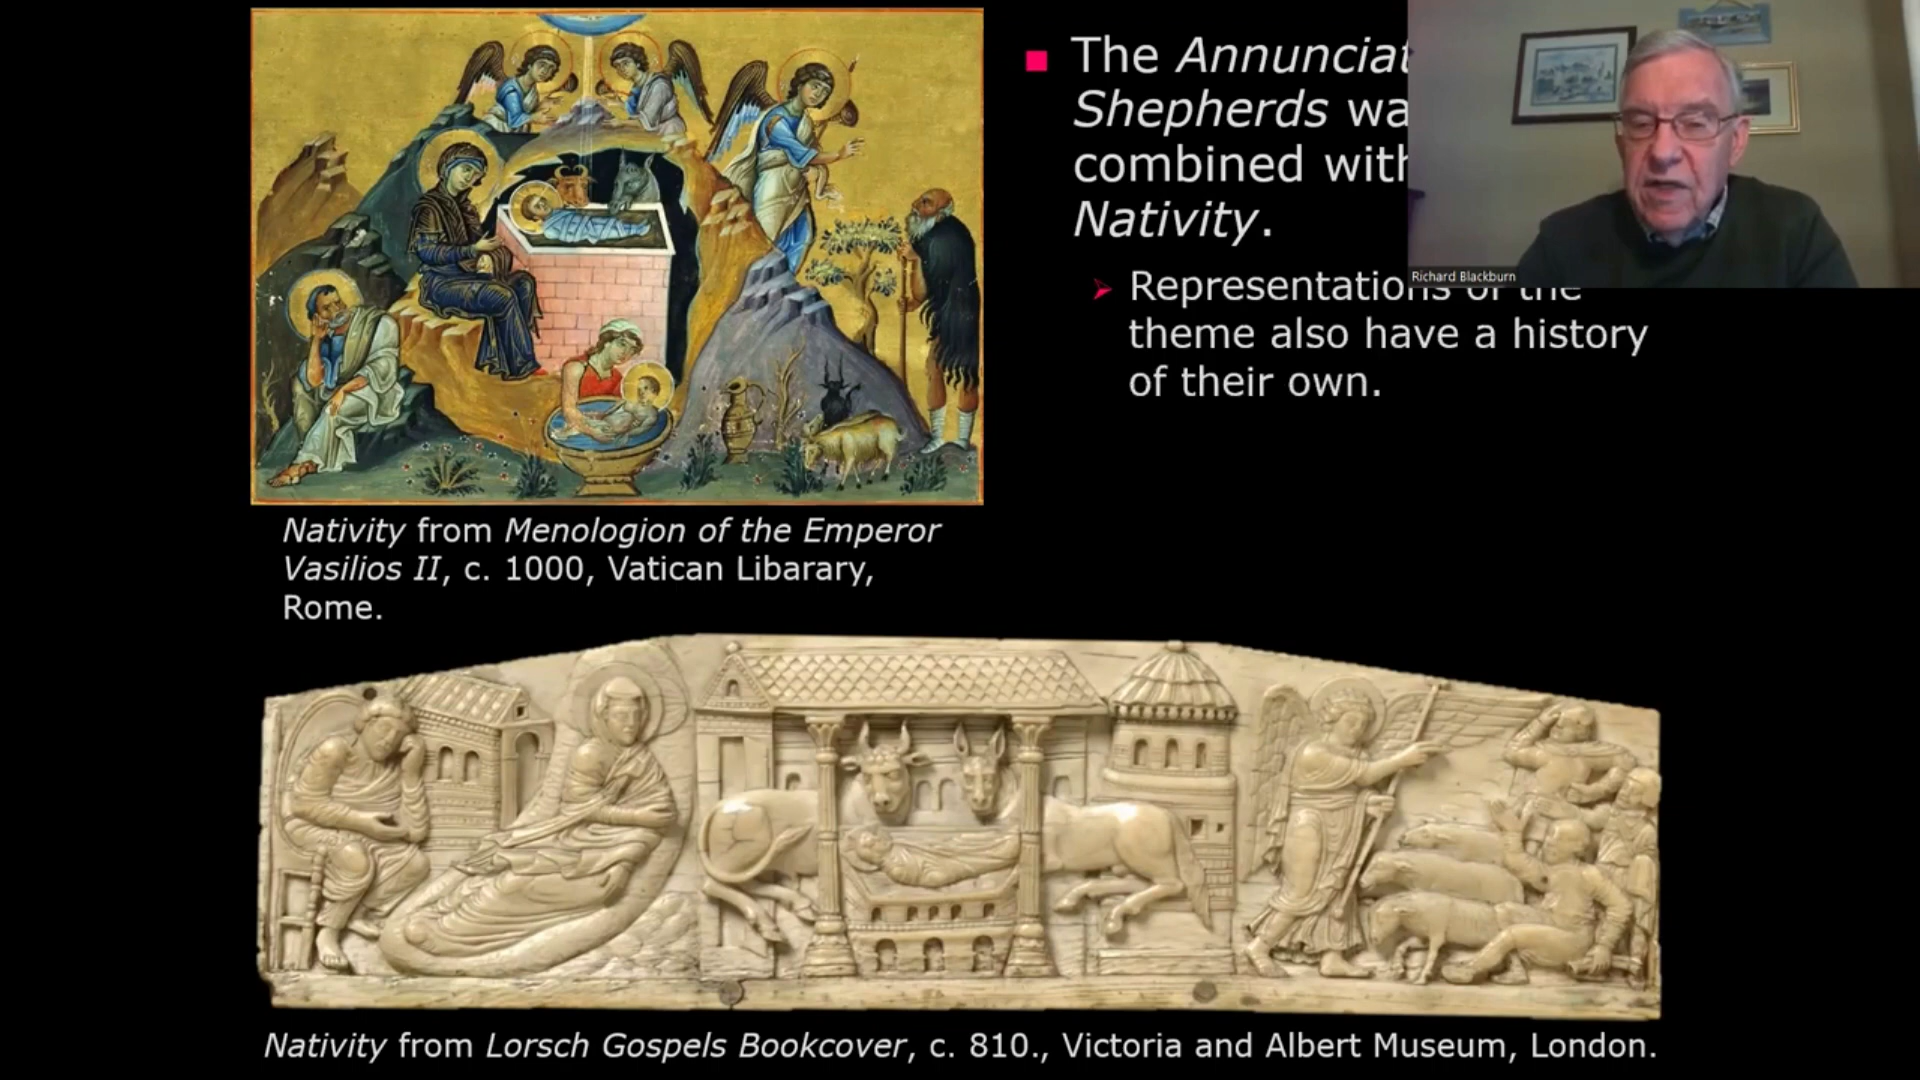 The Annunciat
Shepherds wa
combined with
Nativity.
Richard Blackburn
Representations of the
theme also have a history
of their own.
Nativity from Menologion of the Emperor
Vasilios II, c. 1000, Vatican Libarary,
Rome.
Nativity from Lorsch Gospels Bookcover, c. 810., Victoria and Albert Museum, London.